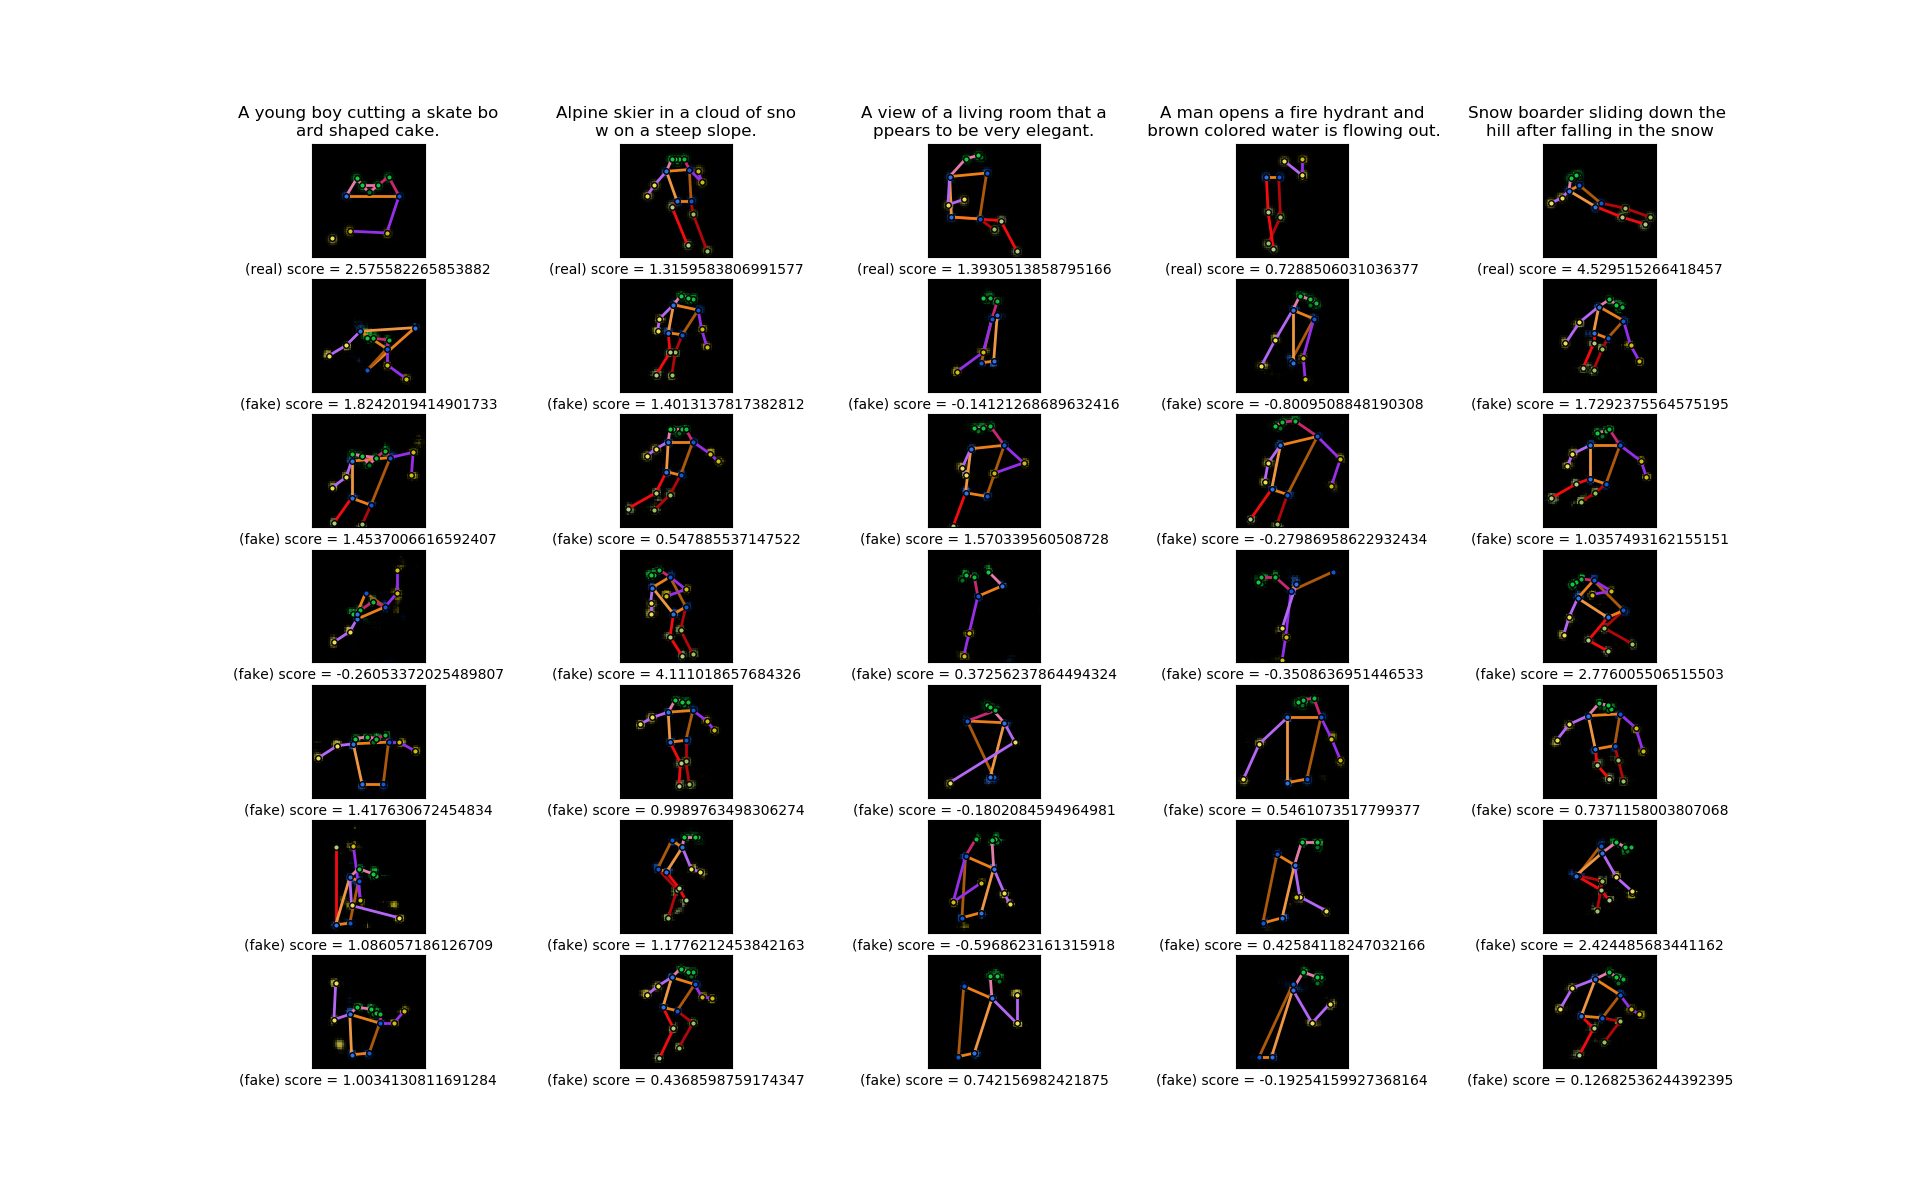 A young boy cutting a skate bo
ard shaped cake.
Alpine skier in a cloud of sno
w on a steep slope.
A view of a living room that a
ppears to be very elegant.
A man opens a fire hydrant and
brown colored water is flowing out.
Snow boarder sliding down the
hill after falling in the snow
(real) score = 2.575582265853882
(real) score = 1.3159583806991577
(real) score = 1.3930513858795166
(real) score = 0.7288506031036377
(real) score = 4.529515266418457
(fake) score = 1.8242019414901733
(fake) score = 1.4013137817382812
(fake) score = -0.14121268689632416
(fake) score = -0.8009508848190308
(fake) score = 1.7292375564575195
(fake) score = 1.4537006616592407
(fake) score = 0.547885537147522
(fake) score = 1.570339560508728
(fake) score = -0.27986958622932434
(fake) score = 1.0357493162155151
(fake) score = -0.26053372025489807
(fake) score = 4.111018657684326
(fake) score = 0.37256237864494324
(fake) score = -0.3508636951446533
(fake) score = 2.776005506515503
(fake) score = 1.417630672454834
(fake) score = 0.9989763498306274
(fake) score = -0.1802084594964981
(fake) score = 0.5461073517799377
(fake) score = 0.7371158003807068
(fake) score = 1.086057186126709
(fake) score = 1.1776212453842163
(fake) score = -0.5968623161315918
(fake) score = 0.42584118247032166
(fake) score = 2.424485683441162
(fake) score = 1.0034130811691284
(fake) score = 0.4368598759174347
(fake) score = 0.742156982421875
(fake) score = -0.19254159927368164
(fake) score = 0.12682536244392395